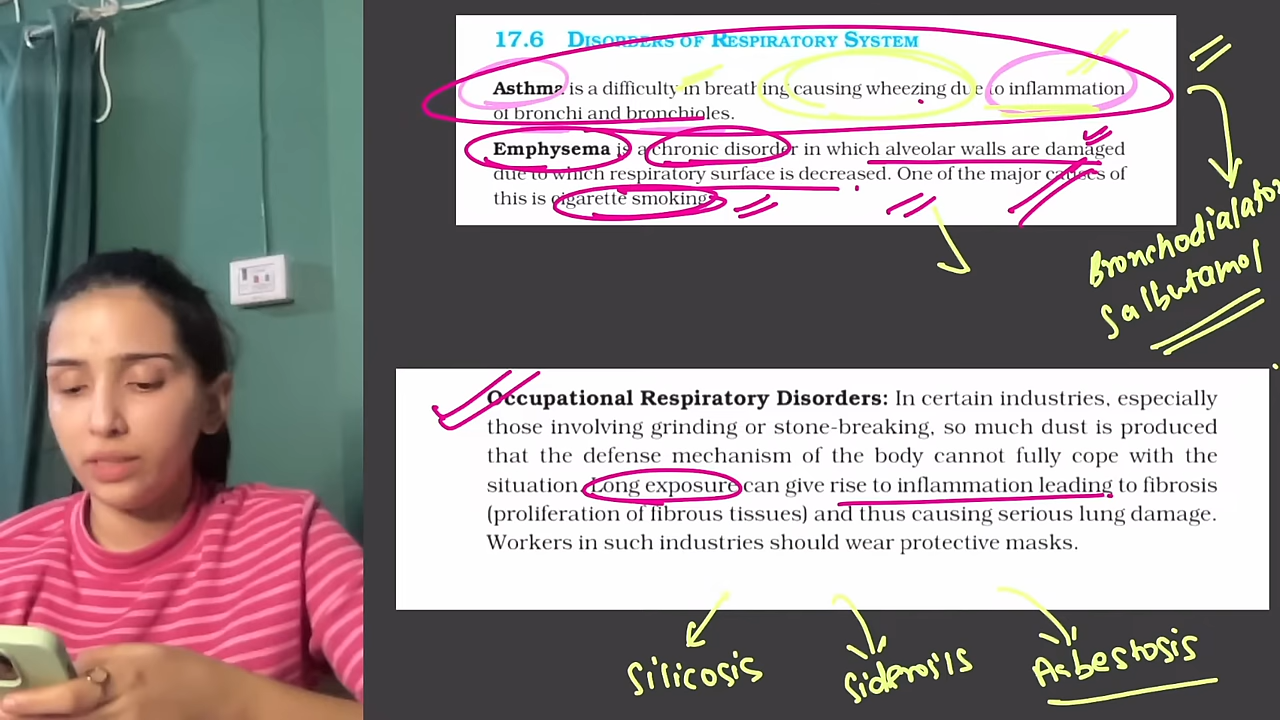 17.6 DISORDERS OF RESPIRATORY SYSTEM
Asthma is a difficulty in breathing causing wheezing due to inflammation
of bronchi and bronchioles.
Emphysema is a chronic disorder in which alveolar walls are damaged
due to which respiratory surface is decreased. One of the major causes of
this is cigarette smoking.
Bronchodialator
Salbutamol
Occupational Respiratory Disorders: In certain industries, especially
those involving grinding or stone-breaking, so much dust is produced
that the defense mechanism of the body cannot fully cope with the
situation. Long exposure can give rise to inflammation leading to fibrosis
(proliferation of fibrous tissues) and thus causing serious lung damage.
Workers in such industries should wear protective masks.
Silicosis Siderosis Asbestosis